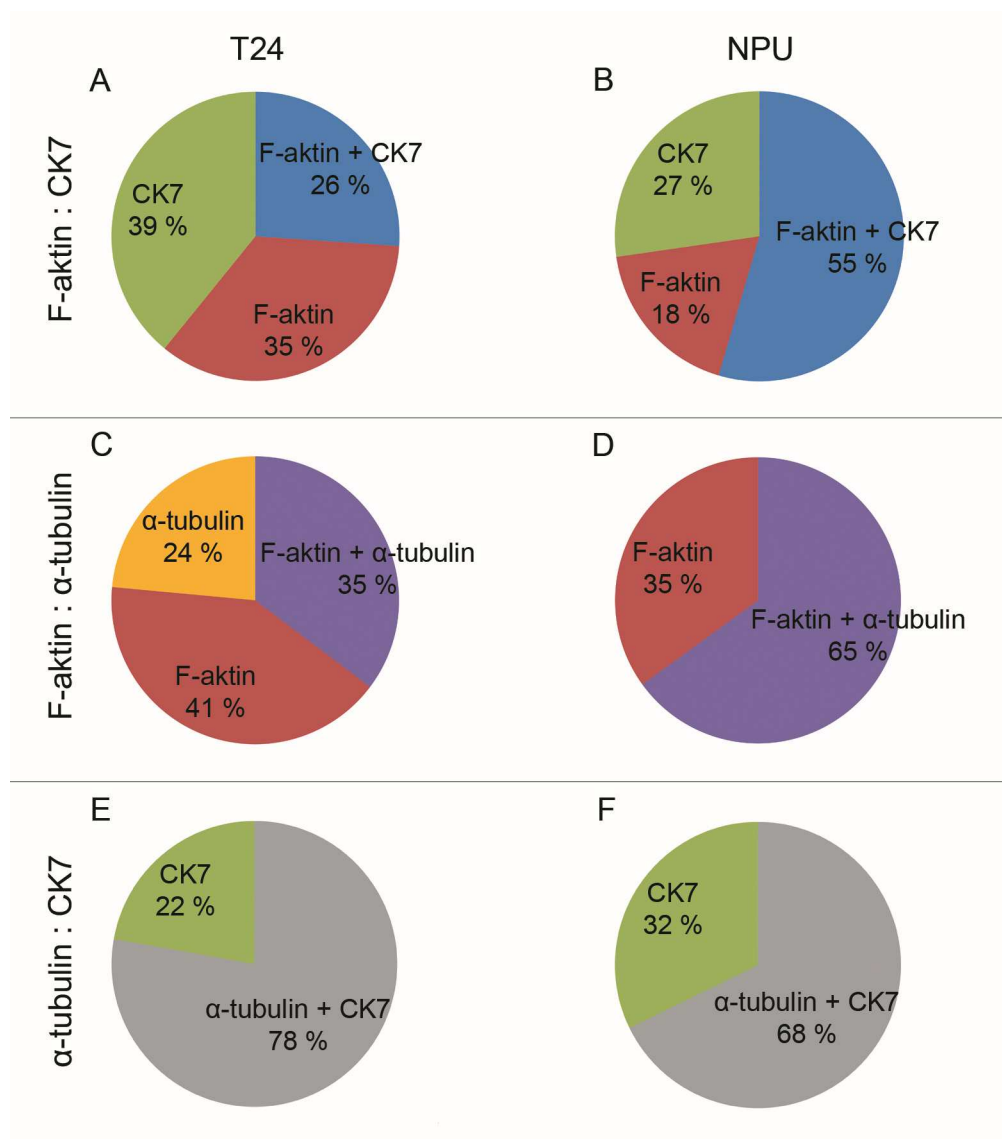 T24
NPU
F-aktin : CK7
A
F-aktin + CK7
26 %
CK7
39 %
F-aktin
35 %
B
CK7
27 %
F-aktin + CK7
55 %
F-aktin
18 %
F-aktin : α-tubulin
C
α-tubulin
24 %
F-aktin + α-tubulin
35 %
F-aktin
41 %
D
F-aktin
35 %
F-aktin + α-tubulin
65 %
α-tubulin : CK7
E
CK7
22 %
α-tubulin + CK7
78 %
F
CK7
32 %
α-tubulin + CK7
68 %